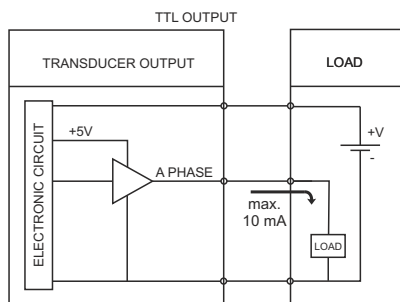 TTL OUTPUT
TRANSDUCER OUTPUT
LOAD
ELECTRONIC CIRCUIT
+5V
A PHASE
+V
-
max.
10 mA
LOAD